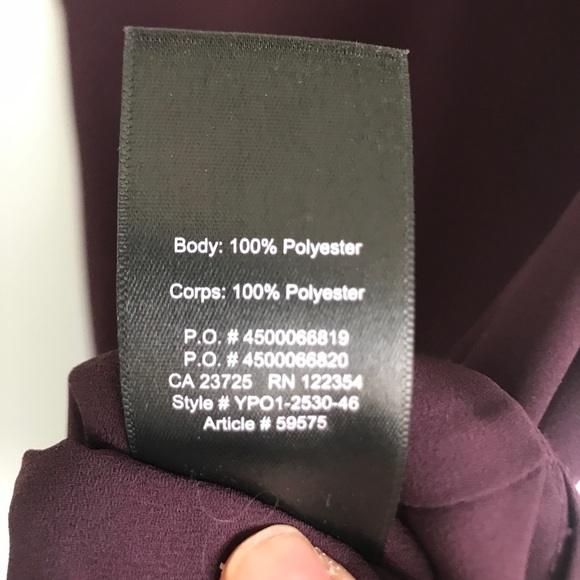 Body: 100% Polyester
Corps: 100% Polyester
P.O. # 4500066819
P.O. # 4500066820
CA 23725 RN 122354
Style # YPO1-2530-46
Article # 59575